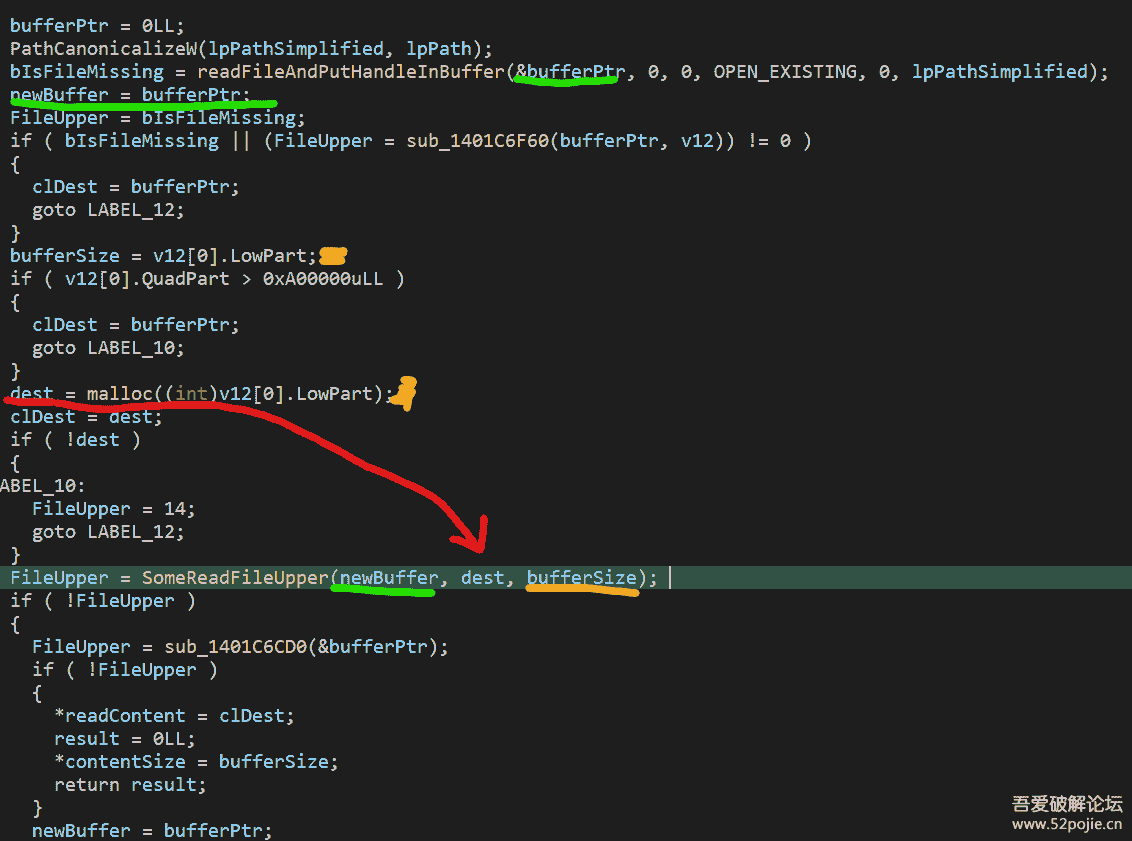 bufferPtr = 0LL;
PathCanonicalizeW(lpPathSimplified, lpPath);
bIsFileMissing = readFileAndPutHandleInBuffer(&bufferPtr, 0, 0, OPEN_EXISTING, 0, lpPathSimplified);
newBuffer = bufferPtr;
FileUpper = bIsFileMissing;
if ( bIsFileMissing || (FileUpper = sub_1401C6F60(bufferPtr, v12)) != 0 )
{
clDest = bufferPtr;
goto LABEL_12;
}
bufferSize = v12[0].LowPart;
if ( v12[0].QuadPart > 0xA00000uLL )
{
clDest = bufferPtr;
goto LABEL_10;
}
dest = malloc((int)v12[0].LowPart);
clDest = dest;
if ( !dest )
{
ABEL_10:
FileUpper = 14;
goto LABEL_12;
}
FileUpper = SomeReadFileUpper(newBuffer, dest, bufferSize);
if ( !FileUpper )
{
FileUpper = sub_1401C6CD0(&bufferPtr);
if ( !FileUpper )
{
*readContent = clDest;
result = 0LL;
*contentSize = bufferSize;
return result;
}
newBuffer = bufferPtr;
吾爱破解论坛
www.52pojie.cn